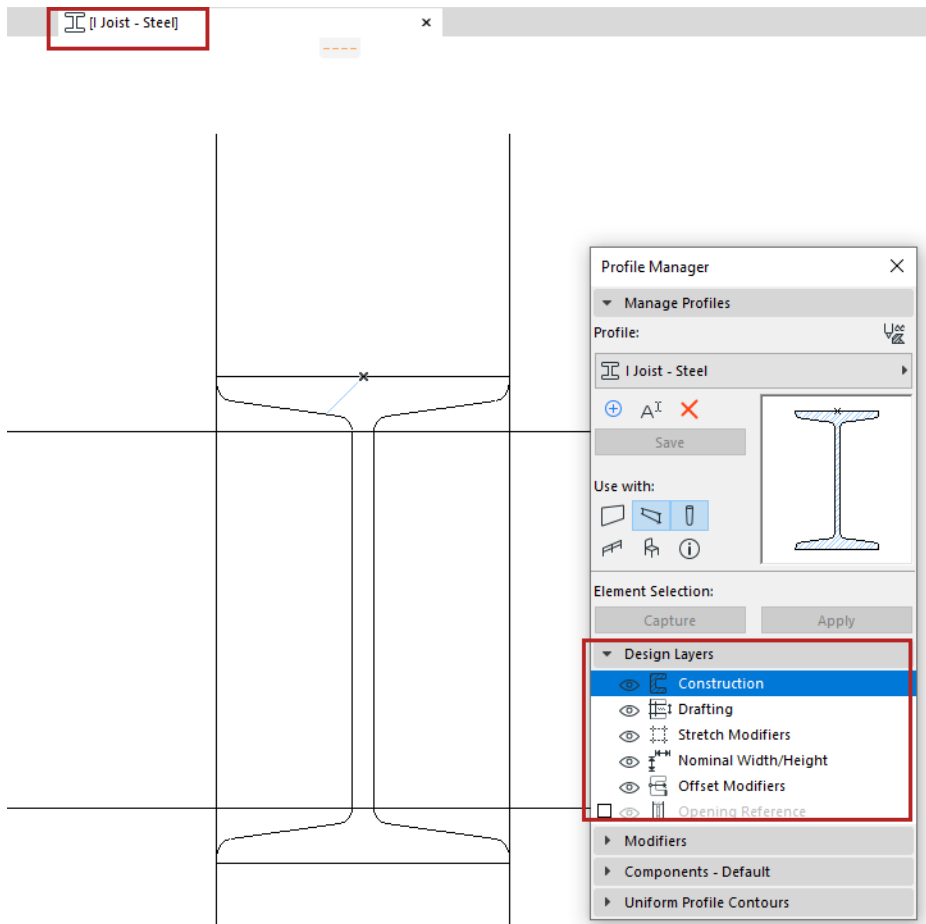 [I Joist - Steel]
Profile Manager
Manage Profiles
Profile:
I Joist - Steel
Save
Use with:
Element Selection:
Capture
Apply
Design Layers
Construction
Drafting
Stretch Modifiers
Nominal Width/Height
Offset Modifiers
Opening Reference
Modifiers
Components - Default
Uniform Profile Contours